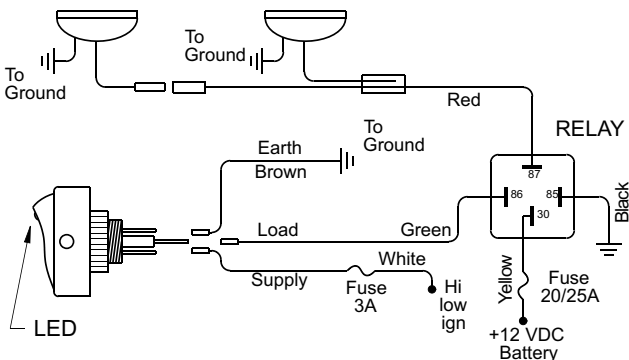 To
Ground
To
Ground
Red
RELAY
To
Ground
Earth
Brown
87
86
85
30
Black
Load
Green
White
Supply
Fuse
3A
Hi
low
ign
Yellow
Fuse
20/25A
LED
+12 VDC
Battery